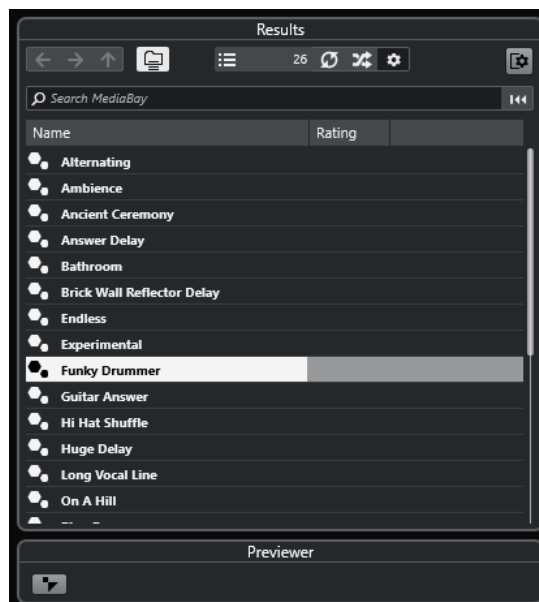 Results
26
Search MediaBay
Name Rating
Alternating
Ambience
Ancient Ceremony
Answer Delay
Bathroom
Brick Wall Reflector Delay
Endless
Experimental
Funky Drummer
Guitar Answer
Hi Hat Shuffle
Huge Delay
Long Vocal Line
On A Hill
Previewer